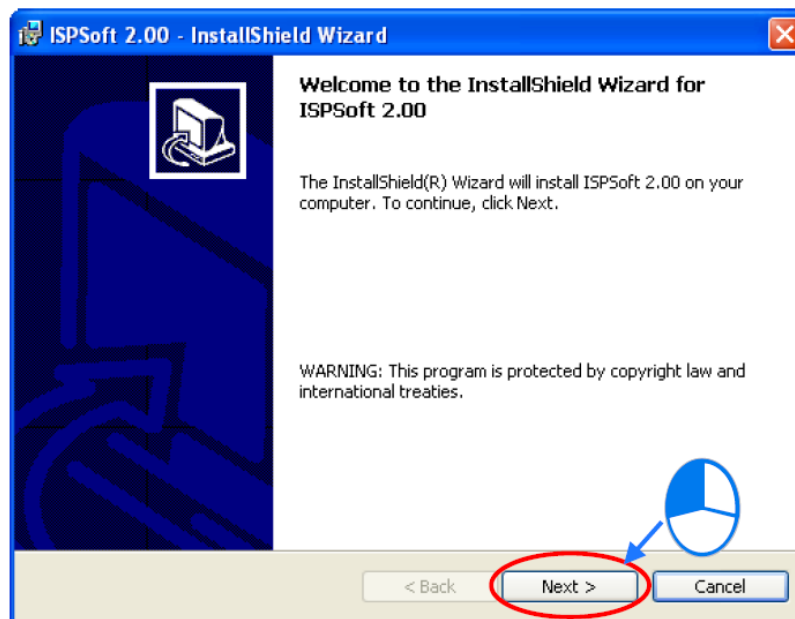 ISPSoft 2.00 - InstallShield Wizard
Welcome to the InstallShield Wizard for
ISPSoft 2.00
The InstallShield(R) Wizard will install ISPSoft 2.00 on your
computer. To continue, click Next.
WARNING: This program is protected by copyright law and
international treaties.
< Back Next > Cancel